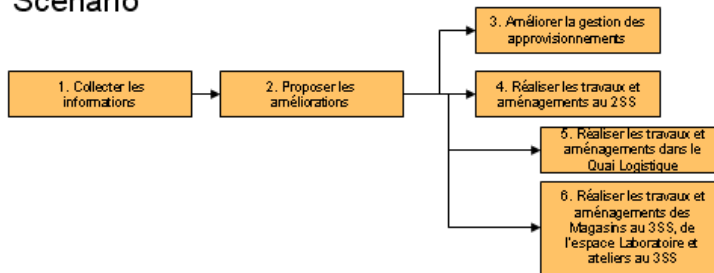 Scénario
3. Améliorer la gestion des
approvisionnements
1. Collecter les
informations
2. Proposer les
améliorations
4. Réaliser les travaux et
aménagements au 2SS
5. Réaliser les travaux et
aménagements dans le
Quai Logistique
6. Réaliser les travaux et
aménagements des
Magasins au 3SS, de
l'espace Laboratoire et
ateliers au 3SS